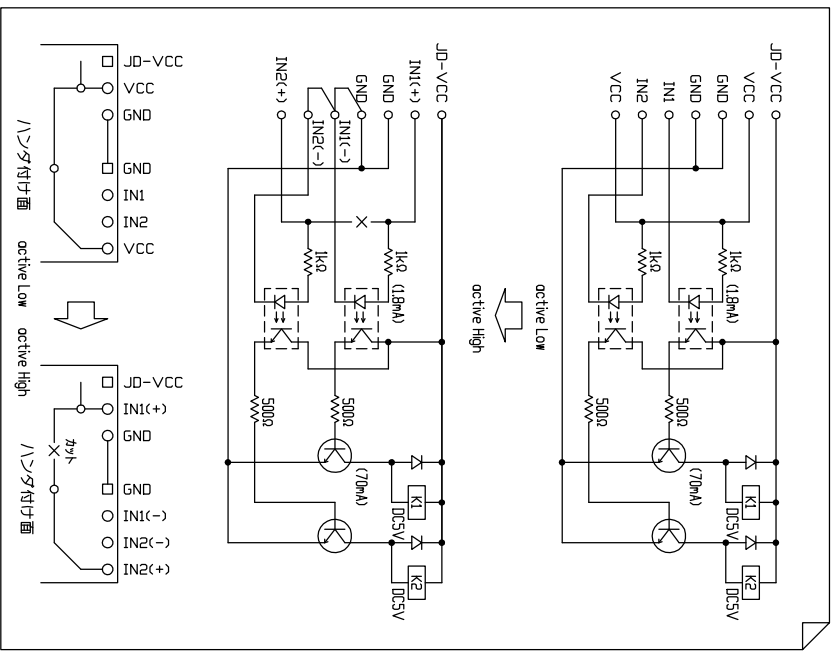 JD-VCC
VCC
GND
GND
IN1
IN2
VCC
1kΩ
(1.8mA)
1kΩ
500Ω
500Ω
(70mA)
K1
DC5V
K2
DC5V
active Low
active High
JD-VCC
IN1(+)
GND
GND
IN1(-)
IN2(-)
IN2(+)
1kΩ
(1.8mA)
1kΩ
500Ω
500Ω
(70mA)
K1
DC5V
K2
DC5V
JD-VCC
VCC
GND
GND
IN1
IN2
VCC
ハンダ付け面
active Low
active High
JD-VCC
IN1(+)
GND
GND
IN1(-)
IN2(-)
IN2(+)
カット
ハンダ付け面